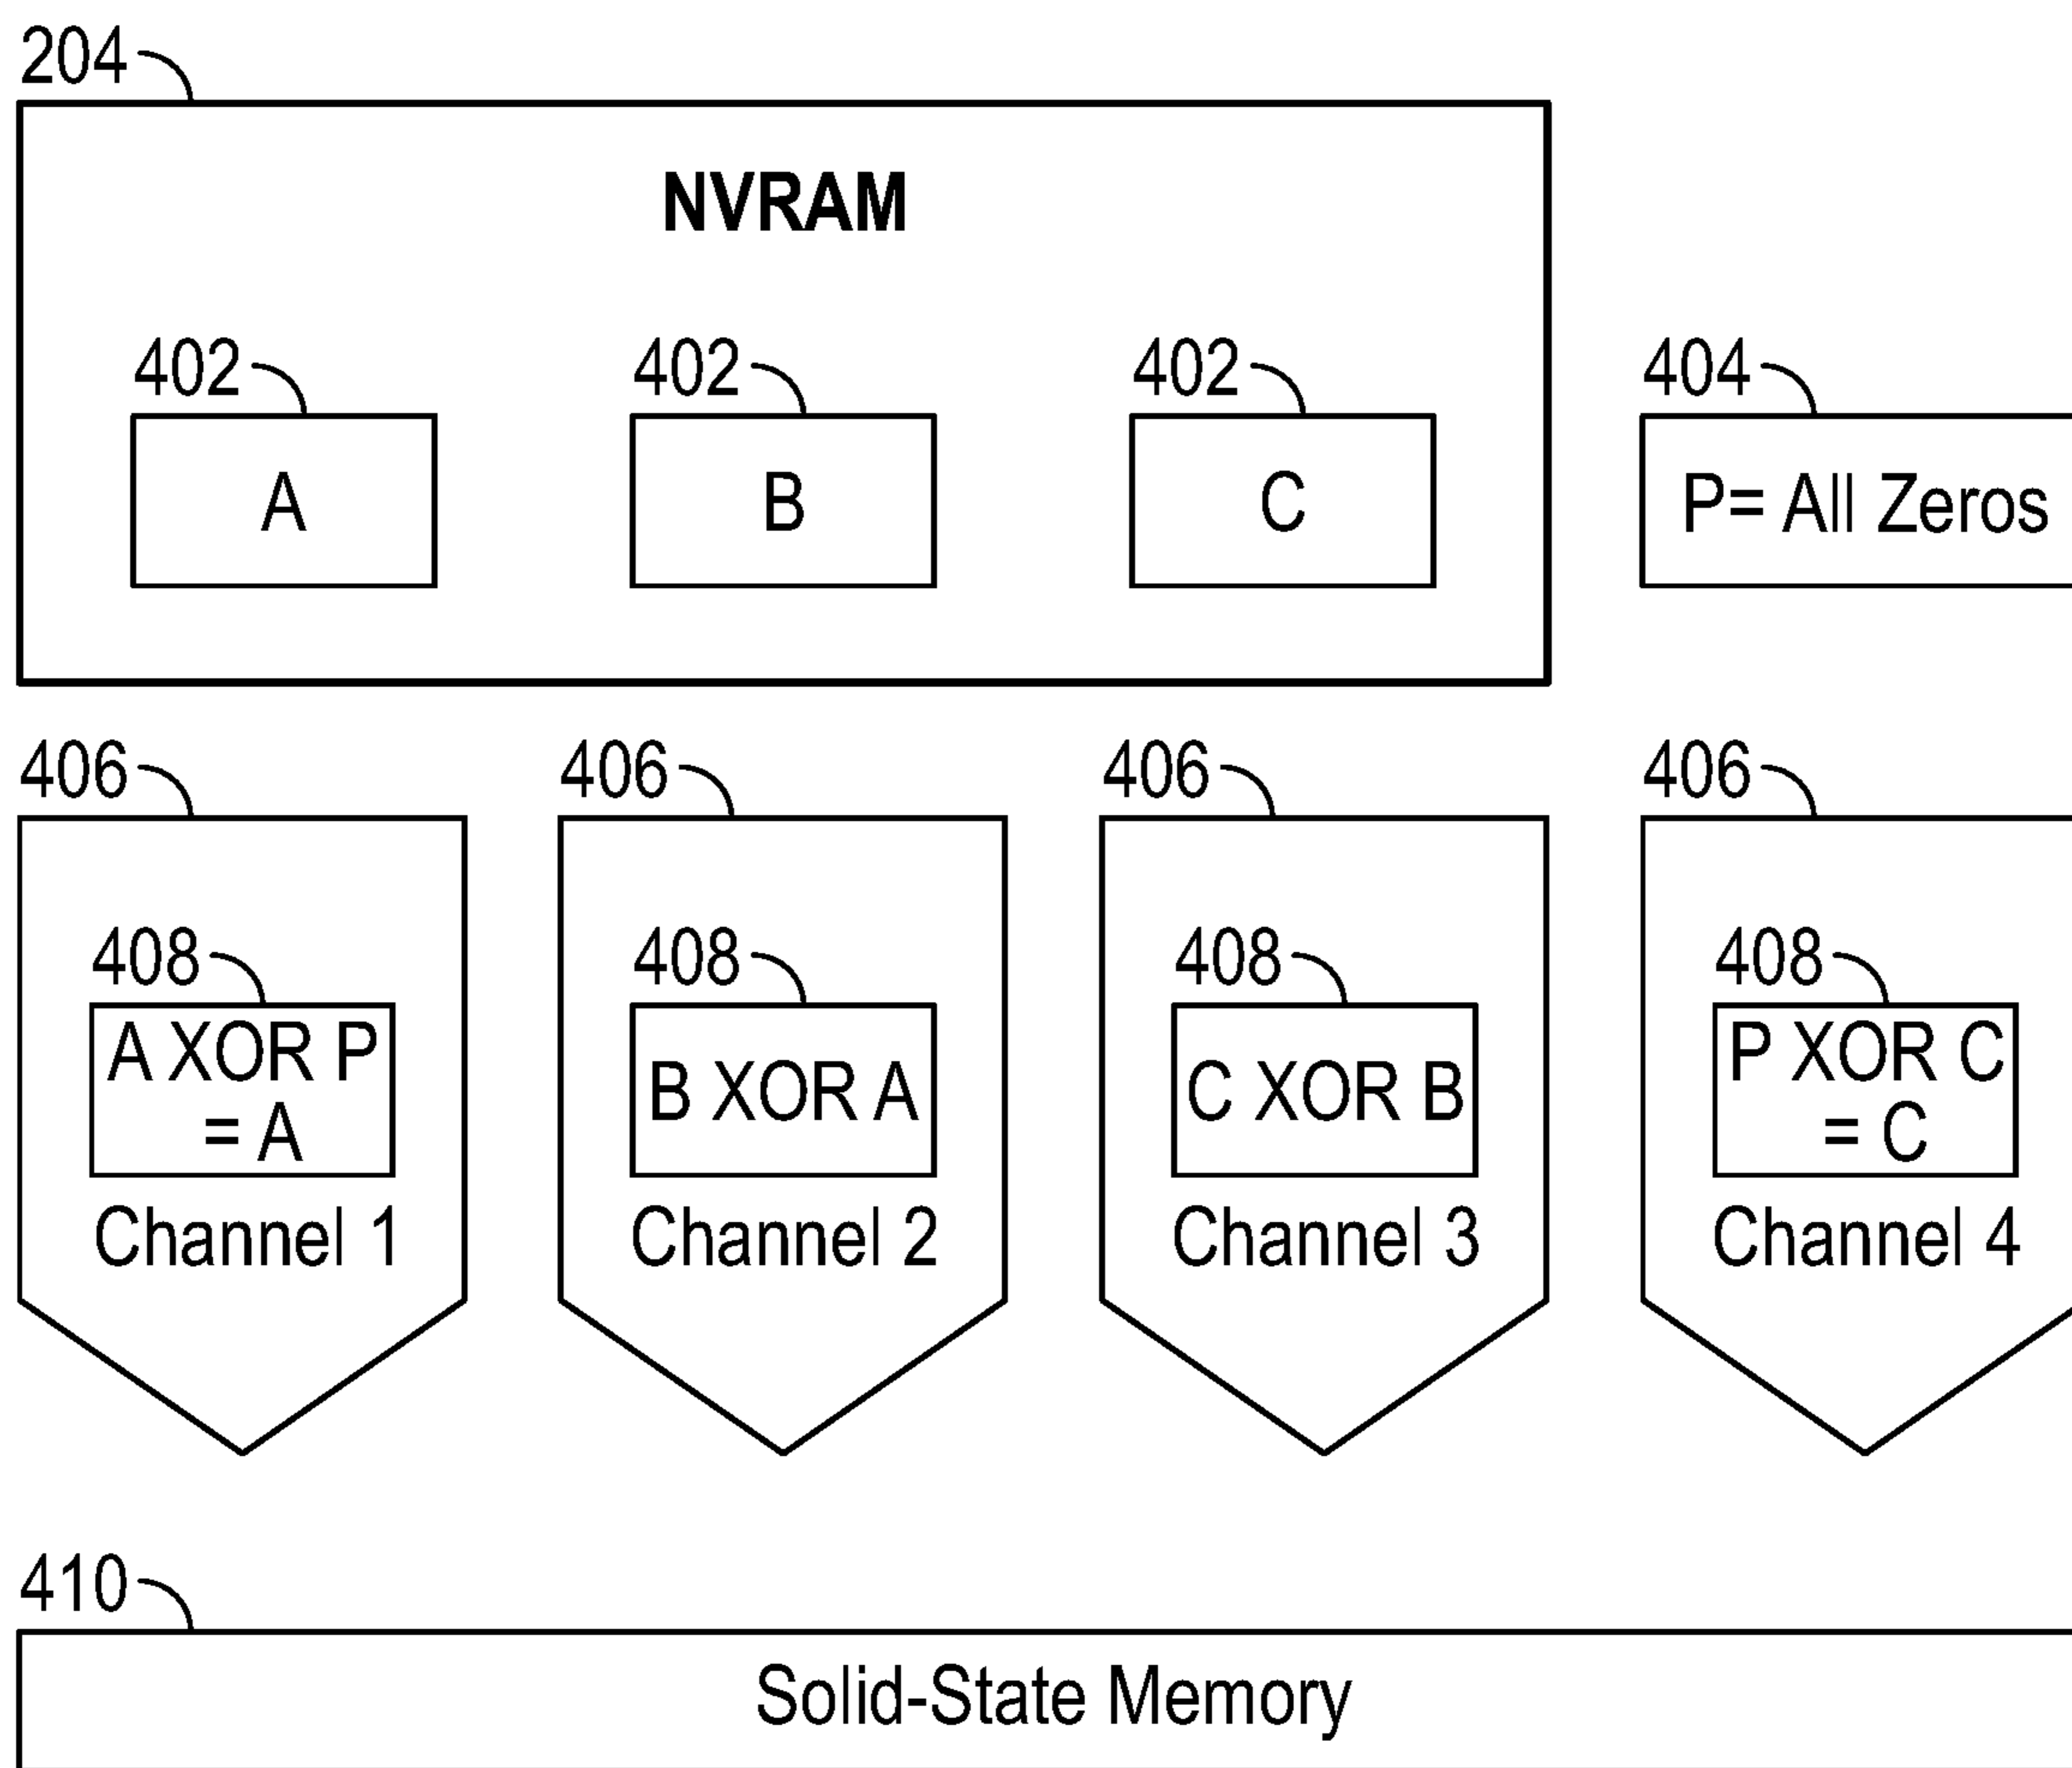 204
NVRAM
402 402 402 404
A B C P= All Zeros
406 406 406 406
408 408 408 408
A XOR P
= A
B XOR A
C XOR B
P XOR C
= C
Channel 1 Channel 2 Channel 3 Channel 4
410
Solid-State Memory